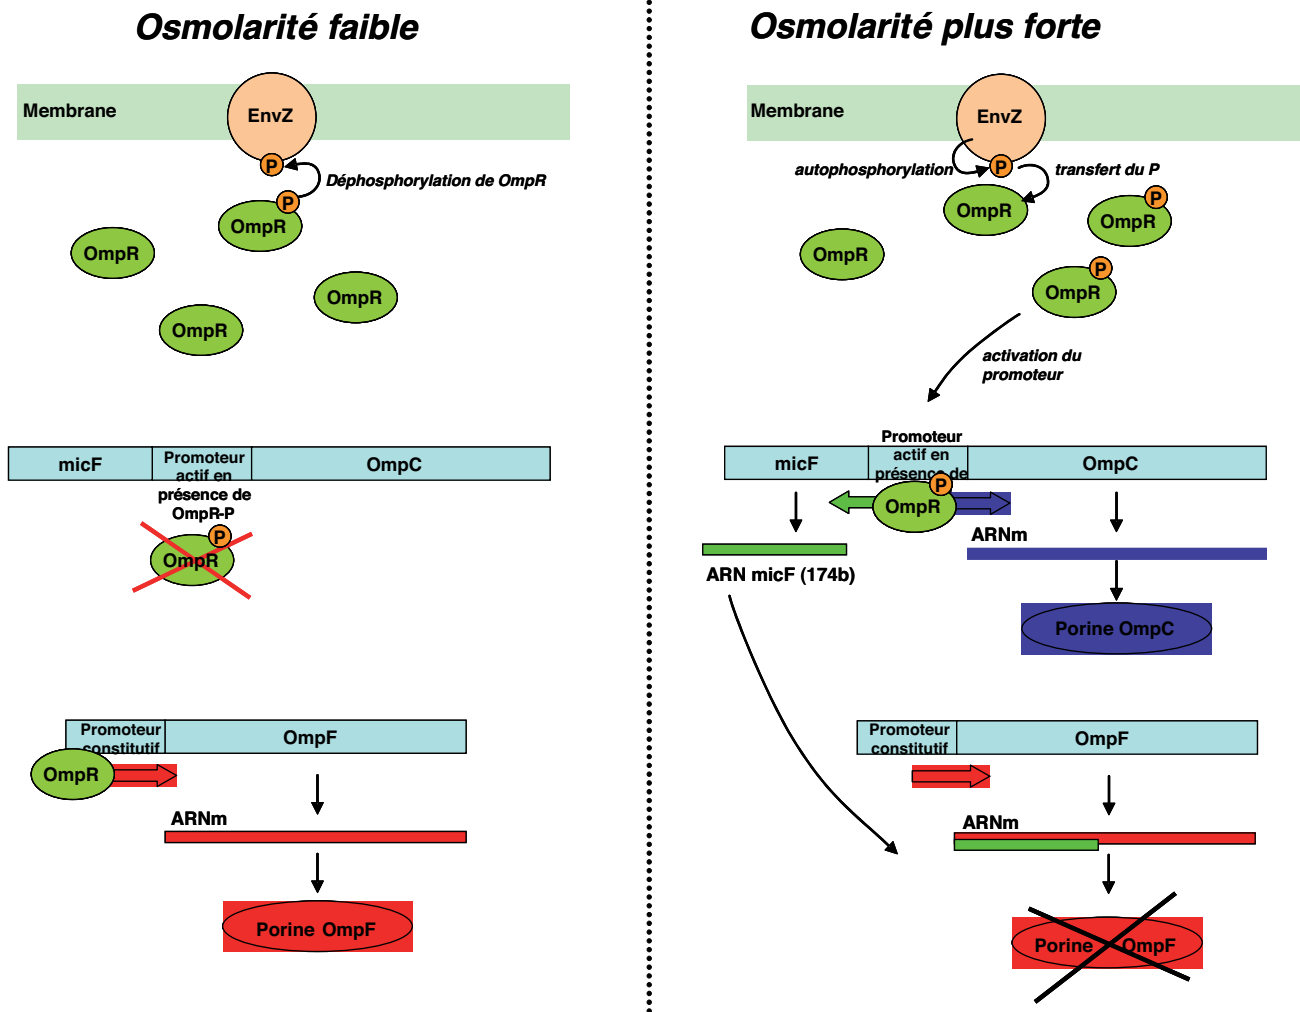 Osmolarité faible
Membrane
EnvZ
P
Déphosphorylation de OmpR
P
OmpR
OmpR
OmpR
OmpR
micF
Promoteur
actif en
présence de
OmpR-P
OmpC
P
OmpR
Promoteur
constitutif
OmpF
OmpR
ARNm
Porine OmpF
Osmolarité plus forte
Membrane
EnvZ
autophosphorylation
P
transfert du P
OmpR
P
OmpR
OmpR
P
OmpR
activation du
promoteur
micF
Promoteur
actif en
présence de
OmpC
P
OmpR
ARNm
ARN micF (174b)
Porine OmpC
Promoteur
constitutif
OmpF
ARNm
Porine OmpF